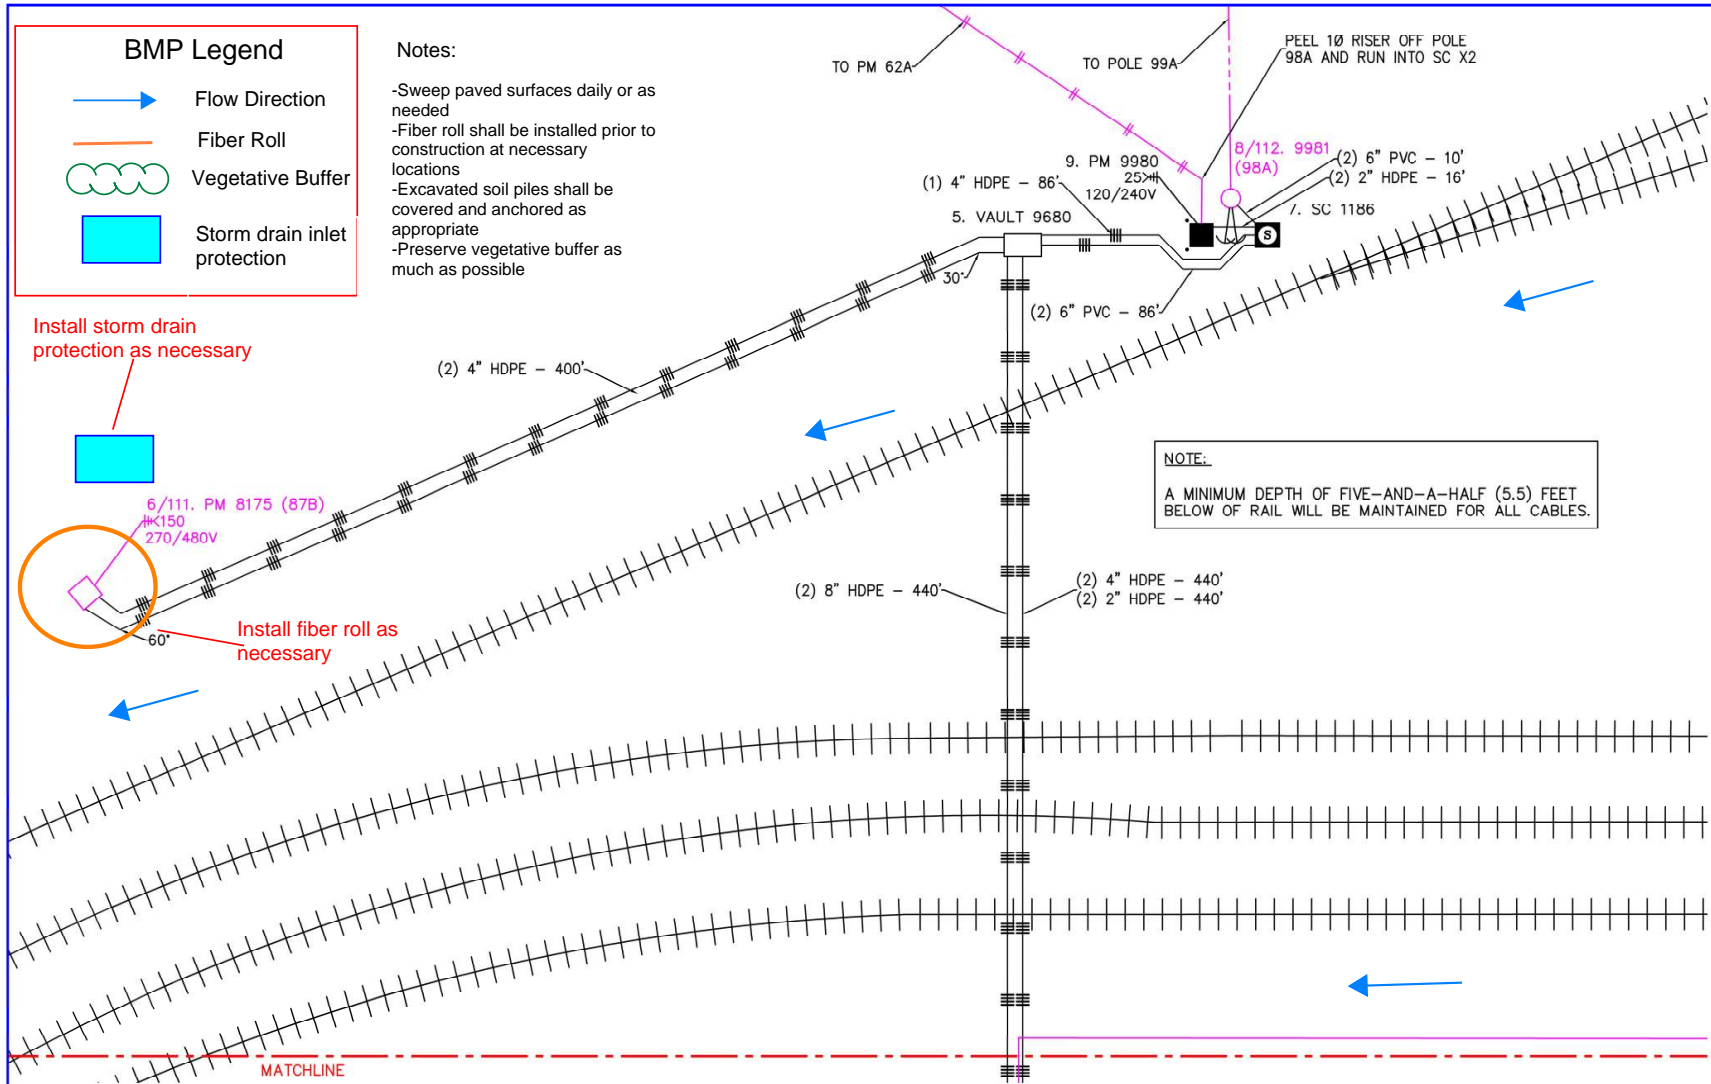 BMP Legend
Flow Direction
Fiber Roll
Vegetative Buffer
Storm drain inlet
protection
Notes:
-Sweep paved surfaces daily or as
needed
-Fiber roll shall be installed prior to
construction at necessary
locations
-Excavated soil piles shall be
covered and anchored as
appropriate
-Preserve vegetative buffer as
much as possible
TO PM 62A
TO POLE 99A
PEEL 1Ø RISER OFF POLE
98A AND RUN INTO SC X2
8/112. 9981
(98A)
(2) 6" PVC – 10'
(2) 2" HDPE – 16'
9. PM 9980
25
120/240V
(1) 4" HDPE – 86'
5. VAULT 9680
7. SC 1186
S
30°
(2) 6" PVC – 86'
Install storm drain
protection as necessary
(2) 4" HDPE – 400'
NOTE:
A MINIMUM DEPTH OF FIVE–AND–A–HALF (5.5) FEET
BELOW OF RAIL WILL BE MAINTAINED FOR ALL CABLES.
6/111. PM 8175 (87B)
150
270/480V
(2) 8" HDPE – 440'
(2) 4" HDPE – 440'
(2) 2" HDPE – 440'
60°
Install fiber roll as
necessary
MATCHLINE